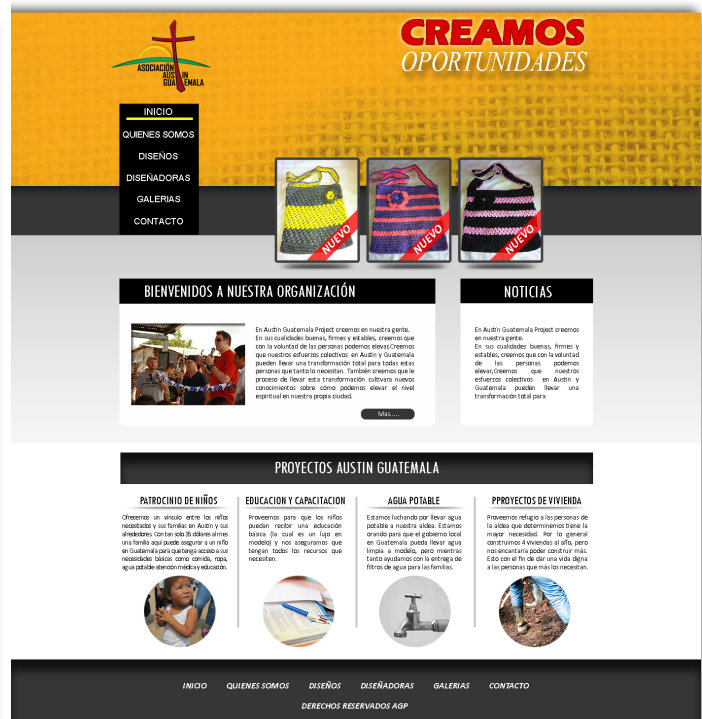 CREAMOS
OPORTUNIDADES
ASOCIACIÓN
AUSTIN
GUATEMALA
INICIO
QUIENES SOMOS
DISEÑOS
DISEÑADORAS
GALERIAS
CONTACTO
NUEVO
NUEVO
NUEVO
BIENVENIDOS A NUESTRA ORGANIZACIÓN
En Austin Guatemala Project creemos en nuestra gente.
En sus cualidades buenas, firmes y estables, creemos que
con la voluntad de las personas podemos elevar,Creemos
que nuestros esfuerzos colectivos en Austin y Guatemala
pueden llevar una transformación total para todas estas
personas que tanto lo necesitan. También creemos que le
proceso de llevar esta transformación cultivara nuevos
conocimientos sobre cómo podemos elevar el nivel
espiritual en nuestra propia ciudad.
Mas.....
NOTICIAS
En Austin Guatemala Project creemos
en nuestra gente.
En sus cualidades buenas, firmes y
estables, creemos que con la voluntad
de las personas podemos
elevar,Creemos que nuestros
esfuerzos colectivos en Austin y
Guatemala pueden llevar una
transformación total para
PROYECTOS AUSTIN GUATEMALA
PATROCINIO DE NIÑOS
Ofrecemos un vinculo entre los niños
necesitados y sus familias en Austin y sus
alrededores. Con tan solo 35 dólares al mes
una familia aquí puede asegurar a un niño
en Guatemala para que tenga acceso a sus
necesidades básicas como comida, ropa,
agua potable atención médica y educación.
EDUCACION Y CAPACITACION
Proveemos para que los niños
puedan recibir una educación
básica (la cual es un lujo en
modelo) y nos aseguramos que
tengan todos los recursos que
necesiten.
AGUA POTABLE
Estamos luchando por llevar agua
potable a nuestra aldea. Estamos
orando para que el gobierno local
en Guatemala pueda llevar agua
limpia a modelo, pero mientras
tanto ayudamos con la entrega de
filtros de agua para las familias.
PPROYECTOS DE VIVIENDA
Proveemos refugio a las personas de
la aldea que determinemos tiene la
mayor necesidad. Por lo general
construimos 4 viviendas al año, pero
nos encantaría poder construir más.
Esto con el fin de dar una vida digna
a las personas que más los necesitan.
INICIO QUIENES SOMOS DISEÑOS DISEÑADORAS GALERIAS CONTACTO
DERECHOS RESERVADOS AGP